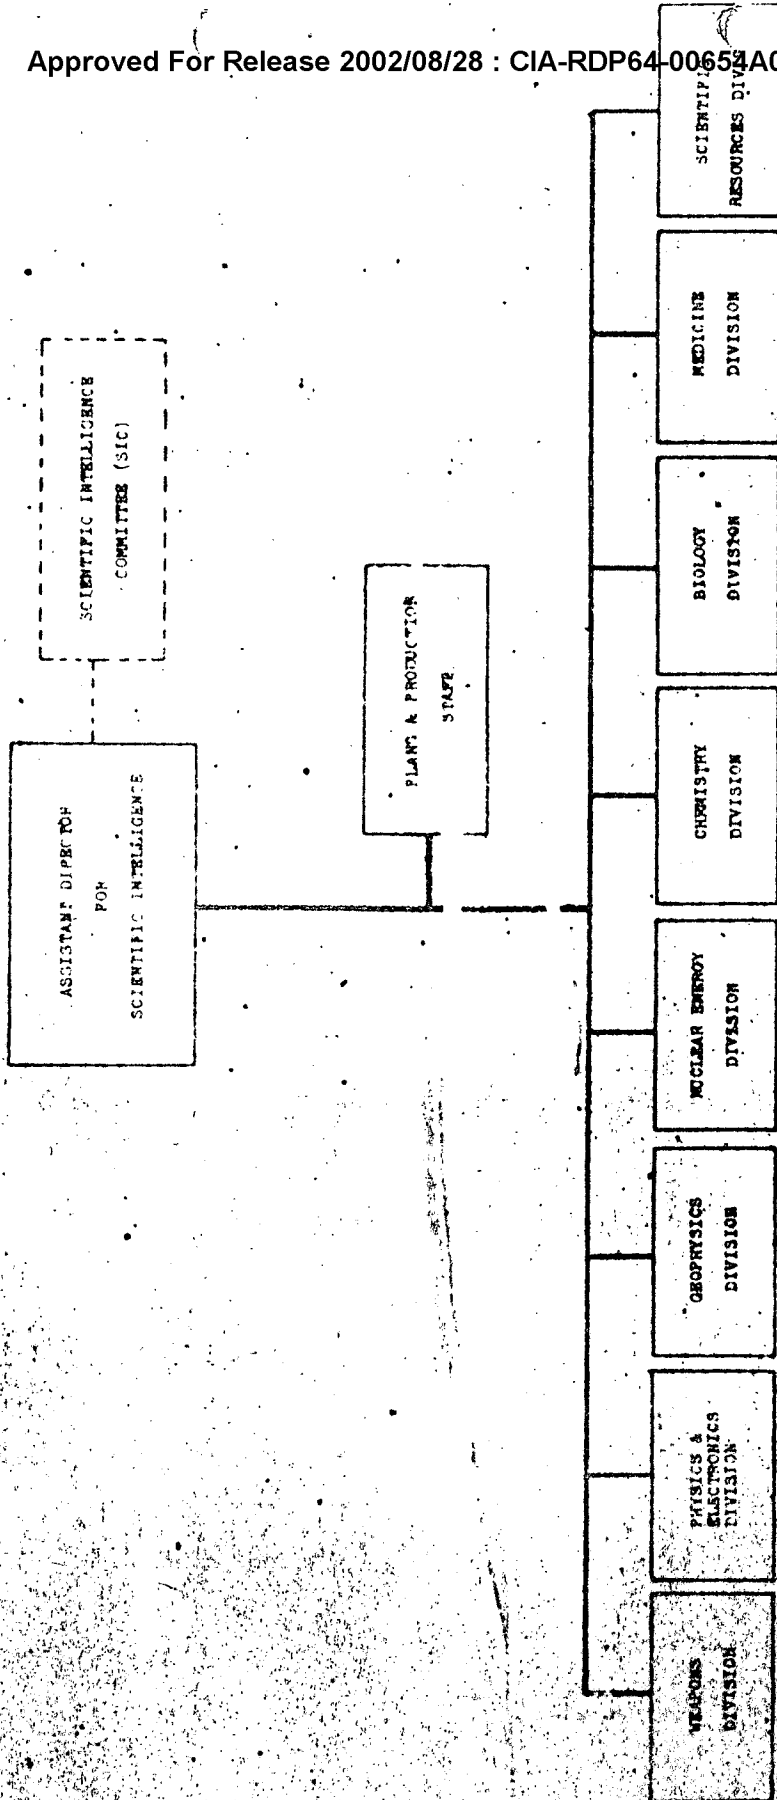 Approved For Release 2002/08/28 : CIA-RDP64-00654A0
ASSISTANT DIRECTOR
FOR
SCIENTIFIC INTELLIGENCE
SCIENTIFIC INTELLIGENCE
COMMITTEE (SIC)
PLANS & PRODUCTION
STAFF
WEAPONS
DIVISION
PHYSICS &
ELECTRONICS
DIVISION
GEOPHYSICS
DIVISION
NUCLEAR ENERGY
DIVISION
CHEMISTRY
DIVISION
BIOLOGY
DIVISION
MEDICINE
DIVISION
SCIENTIFI
RESOURCES DIV